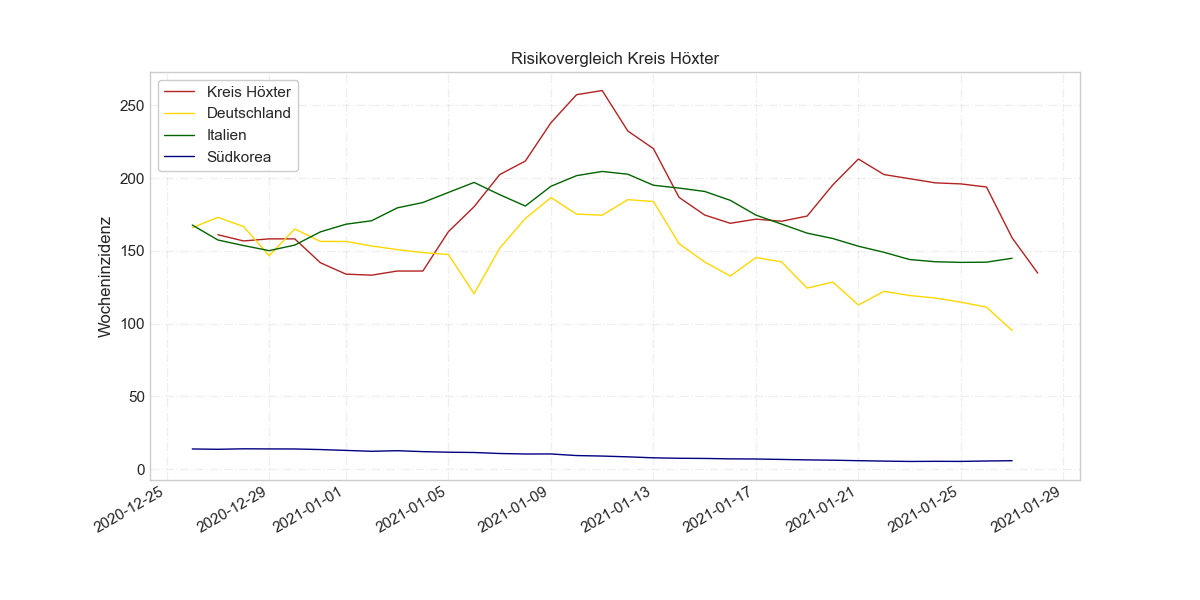 Risikovergleich Kreis Höxter
Kreis Höxter
Deutschland
Italien
Südkorea
Wocheninzidenz
250
200
150
100
50
0
2020-12-25
2020-12-29
2021-01-01
2021-01-05
2021-01-09
2021-01-13
2021-01-17
2021-01-21
2021-01-25
2021-01-29